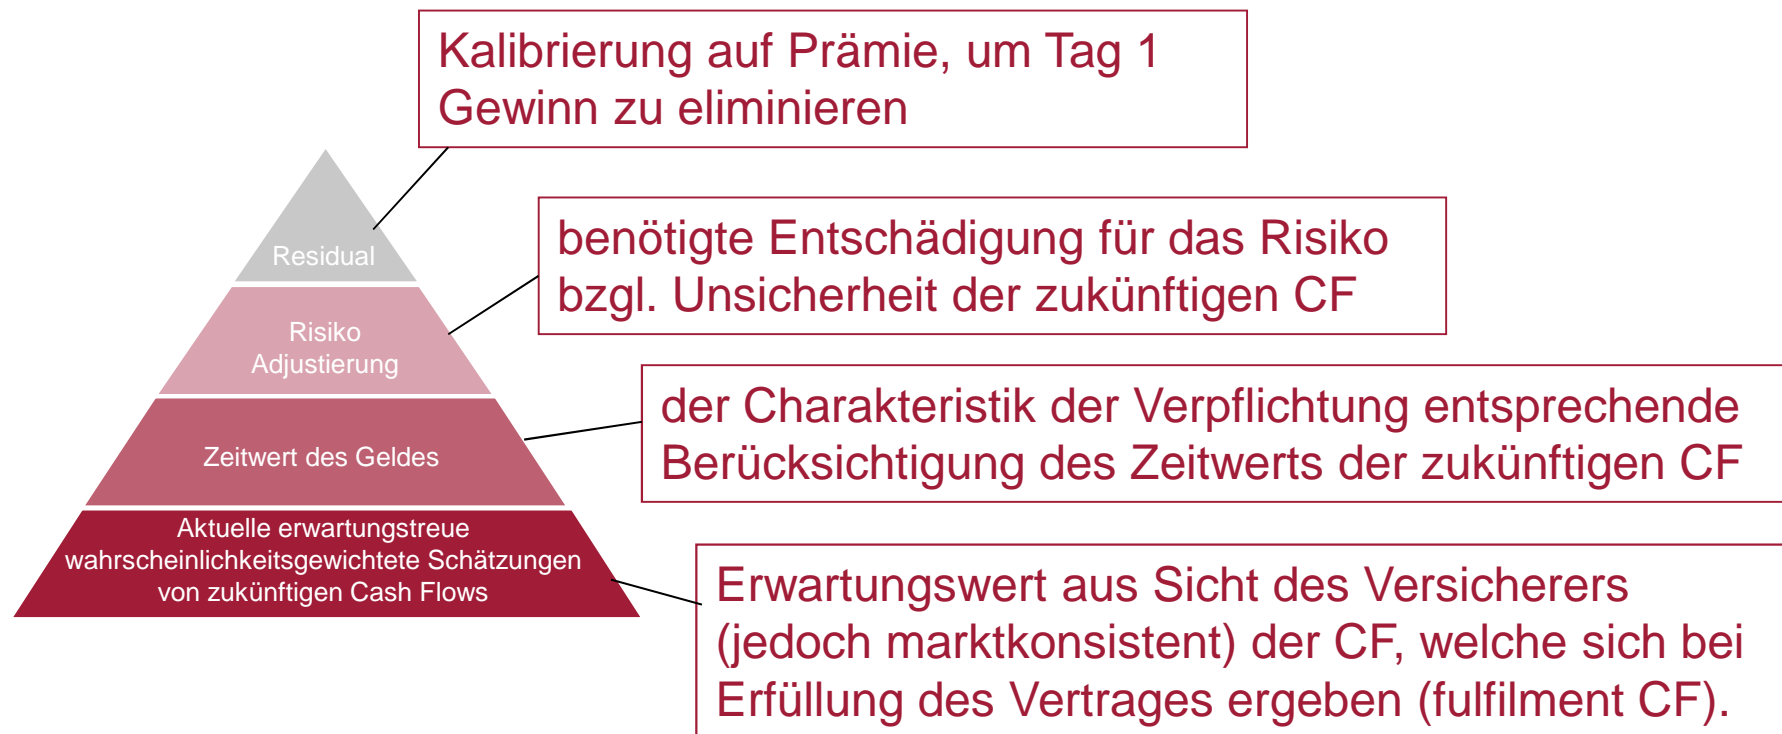 Kalibrierung auf Prämie, um Tag 1
Gewinn zu eliminieren
Residual
benötigte Entschädigung für das Risiko
bzgl. Unsicherheit der zukünftigen CF
Risiko
Adjustierung
der Charakteristik der Verpflichtung entsprechende
Berücksichtigung des Zeitwerts der zukünftigen CF
Zeitwert des Geldes
Aktuelle erwartungstreue
wahrscheinlichkeitsgewichtete Schätzungen
von zukünftigen Cash Flows
Erwartungswert aus Sicht des Versicherers
(jedoch marktkonsistent) der CF, welche sich bei
Erfüllung des Vertrages ergeben (fulfilment CF).